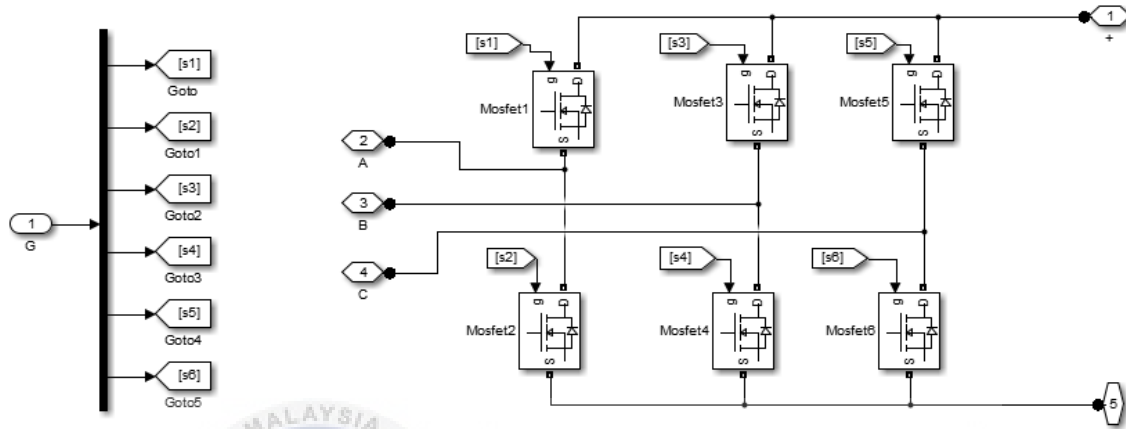 [s1]
Goto
[s2]
Goto1
[s3]
Goto2
[s4]
Goto3
[s5]
Goto4
[s6]
Goto5
1
G
1
+
[s1]
g
D
S
Mosfet1
[s3]
g
D
S
Mosfet3
[s5]
g
D
S
Mosfet5
2
A
3
B
4
C
[s2]
g
D
S
Mosfet2
[s4]
g
D
S
Mosfet4
[s6]
g
D
S
Mosfet6
5
MALAYSIA